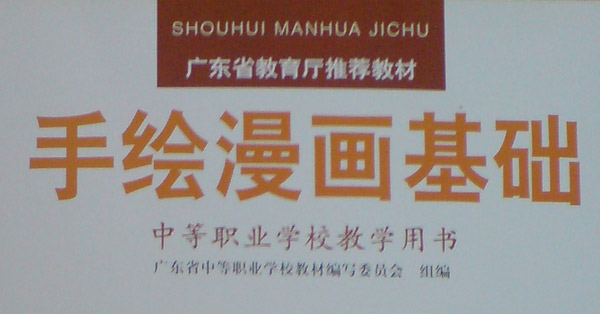 SHOUHUI MANHUA JICHU
广东省教育厅推荐教材
手绘漫画基础
中等职业学校教学用书
广东省中等职业学校教材编写委员会 组编